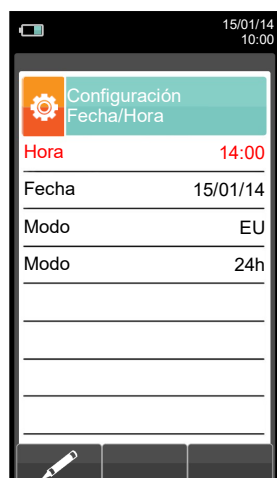 15/01/14
10:00
Configuración
Fecha/Hora
Hora 14:00
Fecha 15/01/14
Modo EU
Modo 24h